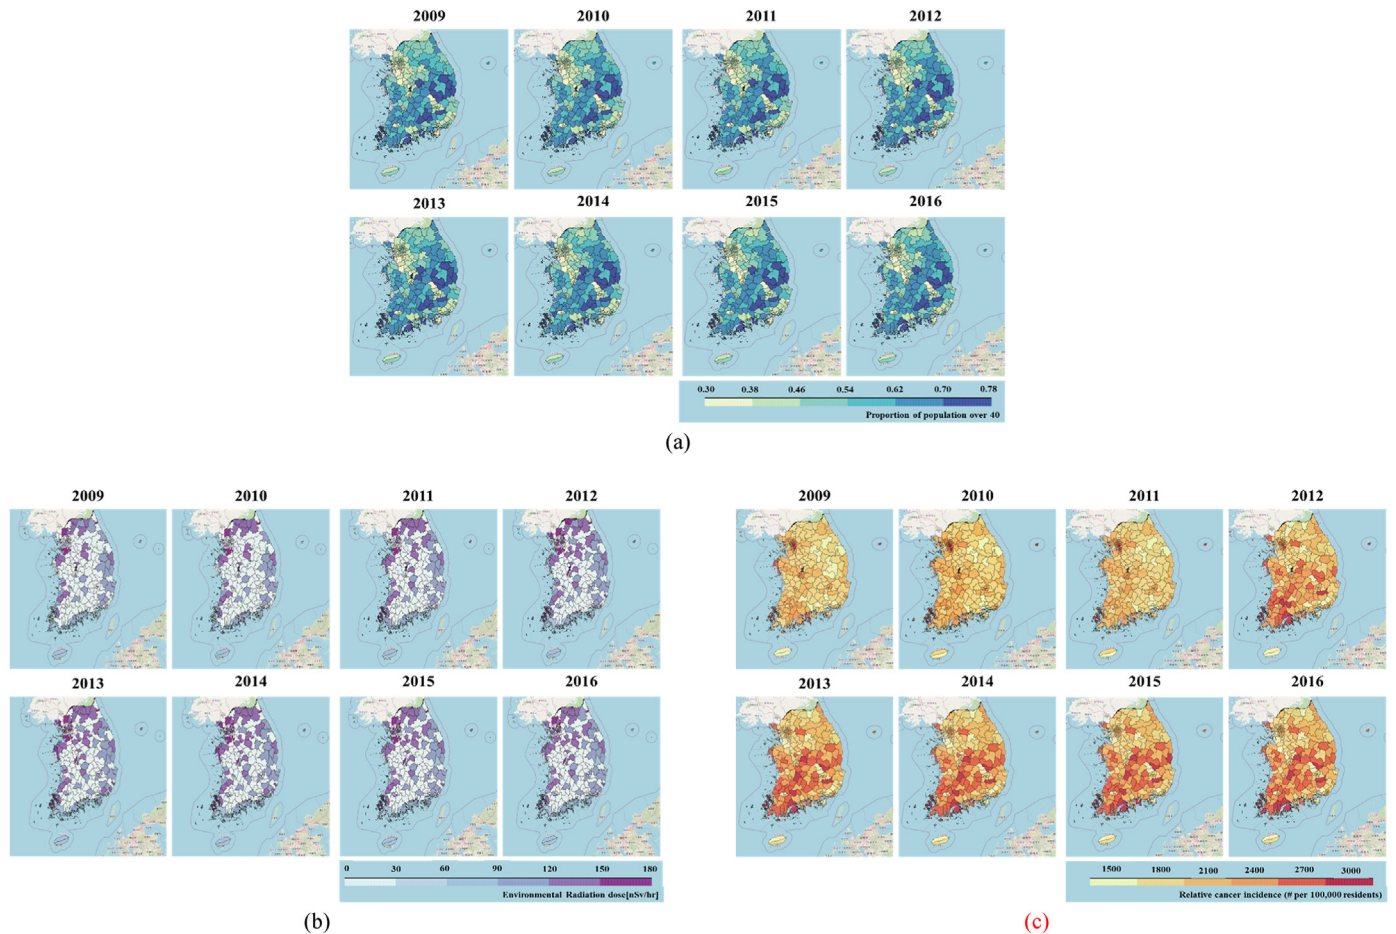 2009 2010 2011 2012
2013 2014 2015 2016
0.30 0.38 0.46 0.54 0.62 0.70 0.78
Proportion of population over 40
(a)
2009 2010 2011 2012
2013 2014 2015 2016
0 30 60 90 120 150 180
Environmental Radiation dose[nSv/hr]
(b)
2009 2010 2011 2012
2013 2014 2015 2016
1500 1800 2100 2400 2700 3000
Relative cancer incidence (# per 100,000 residents)
(c)